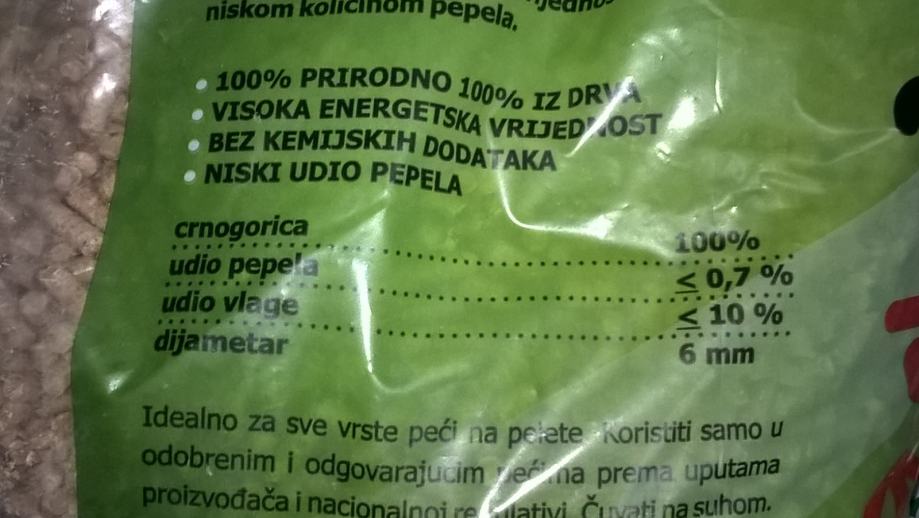 niskom količinom pepela.
• 100% PRIRODNO 100% IZ DRVA
• VISOKA ENERGETSKA VRIJEDNOST
• BEZ KEMIJSKIH DODATAKA
• NISKI UDIO PEPELA
crnogorica 100%
udio pepela ≤ 0,7 %
udio vlage ≤ 10 %
dijametar 6 mm
Idealno za sve vrste peći na pelete. Koristiti samo u
odobrenim i odgovarajućim pećima prema uputama
proizvođača i nacionalnoj Čuvati na suhom.